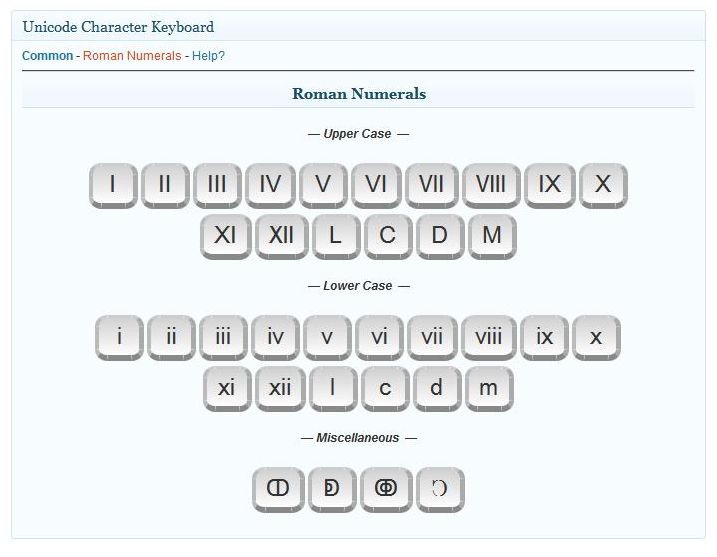 Unicode Character Keyboard
Common - Roman Numerals - Help?
Roman Numerals
— Upper Case —
Ⅰ Ⅱ Ⅲ Ⅳ Ⅴ Ⅵ Ⅶ Ⅷ Ⅸ Ⅹ
Ⅺ Ⅻ Ⅼ Ⅽ Ⅾ Ⅿ
— Lower Case —
ⅰ ⅱ ⅲ ⅳ ⅴ ⅵ ⅶ ⅷ ⅸ ⅹ
ⅺ ⅻ ⅼ ⅽ ⅾ ⅿ
— Miscellaneous —
ↀ ↁ ↂ Ↄ